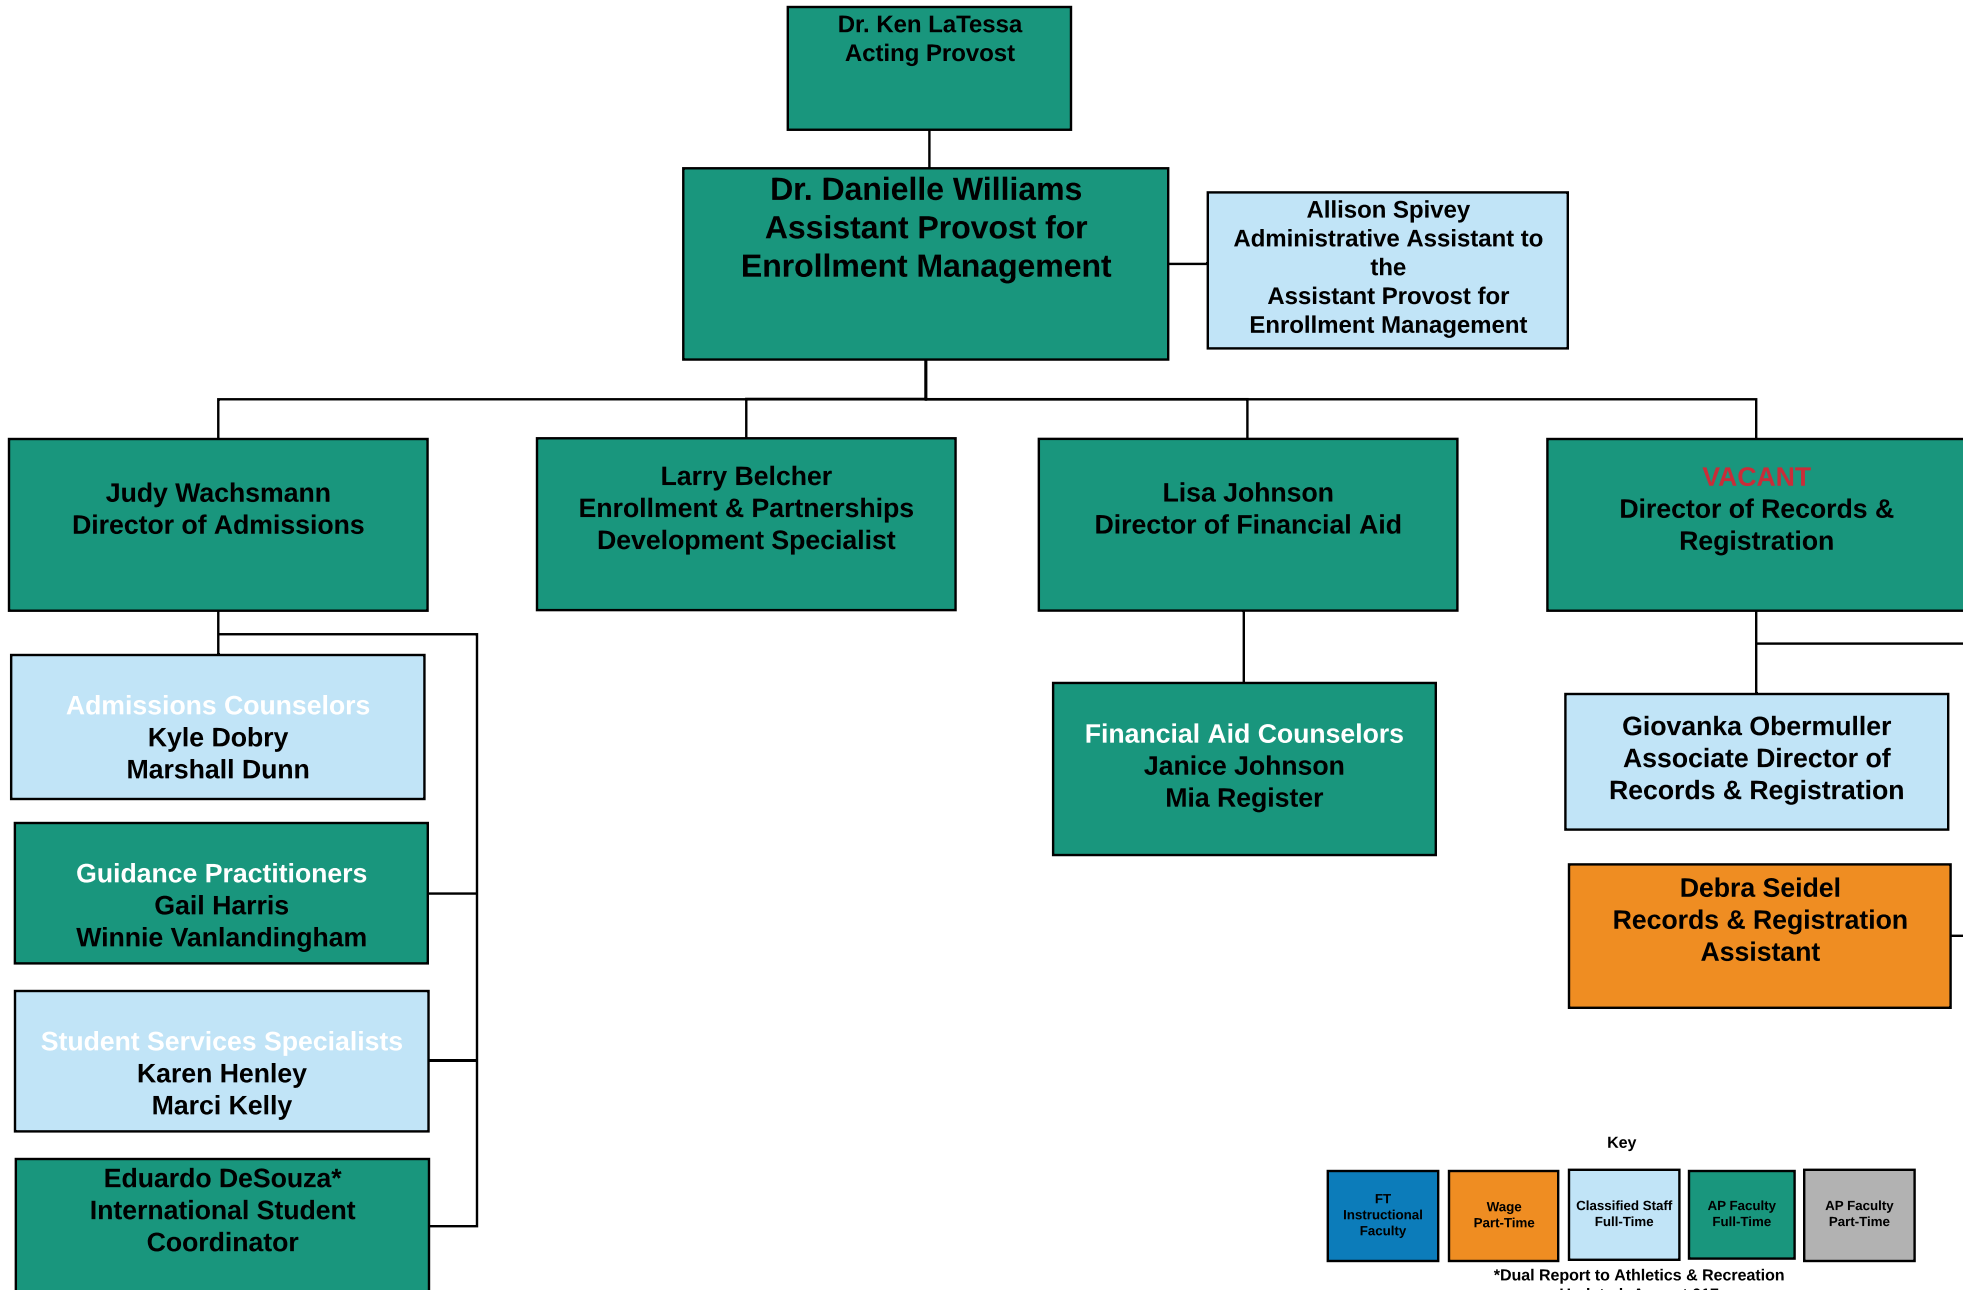 Dr. Ken LaTessa
Acting Provost
Dr. Danielle Williams
Assistant Provost for
Enrollment Management
Allison Spivey
Administrative Assistant to
the
Assistant Provost for
Enrollment Management
Judy Wachsmann
Director of Admissions
Larry Belcher
Enrollment & Partnerships
Development Specialist
Lisa Johnson
Director of Financial Aid
VACANT
Director of Records &
Registration
Admissions Counselors
Kyle Dobry
Marshall Dunn
Financial Aid Counselors
Janice Johnson
Mia Register
Giovanka Obermuller
Associate Director of
Records & Registration
Guidance Practitioners
Gail Harris
Winnie Vanlandingham
Debra Seidel
Records & Registration
Assistant
Student Services Specialists
Karen Henley
Marci Kelly
Eduardo DeSouza*
International Student
Coordinator
Key
FT
Instructional
Faculty
Wage
Part-Time
Classified Staff
Full-Time
AP Faculty
Full-Time
AP Faculty
Part-Time
*Dual Report to Athletics & Recreation